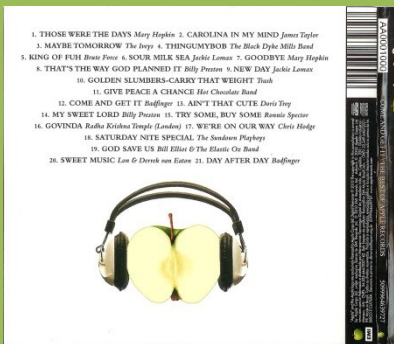 1. THOSE WERE THE DAYS Mary Hopkin 2. CAROLINA IN MY MIND James Taylor
3. MAYBE TOMORROW The Iveys 4. THINGUMYBOB The Black Dyke Mills Band
5. KING OF FUH Brute Force 6. SOUR MILK SEA Jackie Lomax 7. GOODBYE Mary Hopkin
8. THAT'S THE WAY GOD PLANNED IT Billy Preston 9. NEW DAY Jackie Lomax
10. GOLDEN SLUMBERS-CARRY THAT WEIGHT Trash
11. GIVE PEACE A CHANCE Hot Chocolate Band
12. COME AND GET IT Badfinger 13. AIN'T THAT CUTE Doris Troy
14. MY SWEET LORD Billy Preston 15. TRY SOME, BUY SOME Ronnie Spector
16. GOVINDA Radha Krishna Temple (London) 17. WE'RE ON OUR WAY Chris Hodge
18. SATURDAY NITE SPECIAL The Sundown Playboys
19. GOD SAVE US Bill Elliot & The Elastic Oz Band
20. SWEET MUSIC Lon & Derrek van Eaton 21. DAY AFTER DAY Badfinger
AA0001000
COME AND GET IT: THE BEST OF APPLE RECORDS
5099964639727